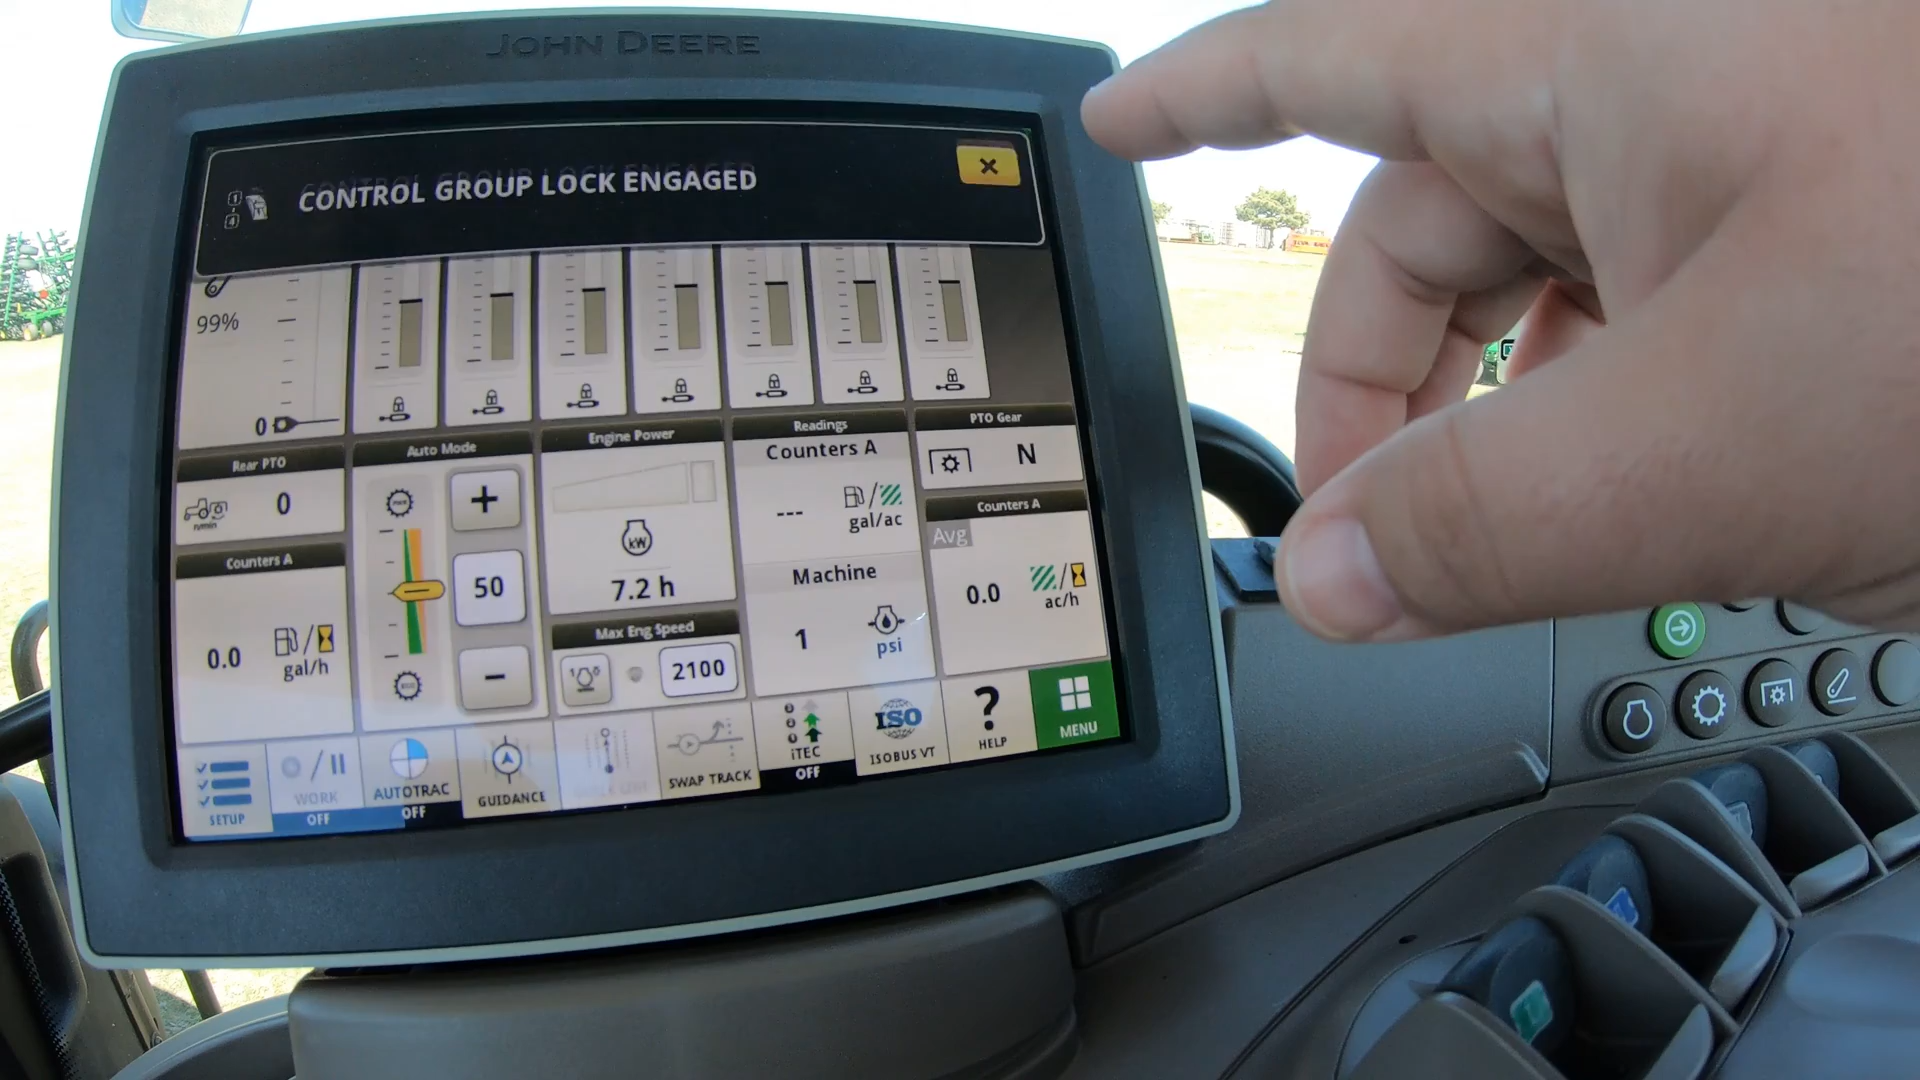 JOHN DEERE
CONTROL GROUP LOCK ENGAGED
99%
0
Rear PTO
r/min
0
Counters A
0.0
gal/h
Auto Mode
50
Engine Power
kW
7.2 h
Max Eng Speed
2100
Readings
Counters A
---
gal/ac
Machine
1
psi
PTO Gear
N
Counters A
Avg
0.0
ac/h
SETUP
WORK
OFF
AUTOTRAC
OFF
GUIDANCE
SWAP TRACK
iTEC
OFF
ISO
ISOBUS VT
?
HELP
MENU